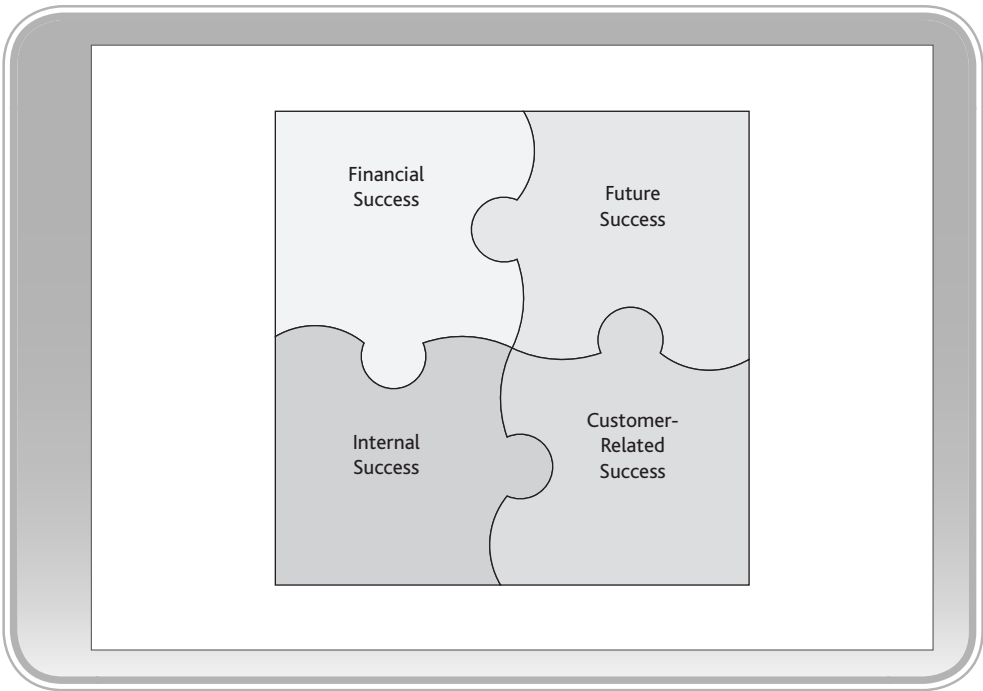 Financial
Success
Future
Success
Internal
Success
Customer-
Related
Success